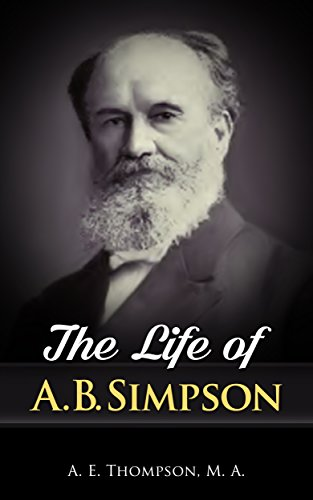 The Life of
A.B. SIMPSON
A. E. THOMPSON, M. A.